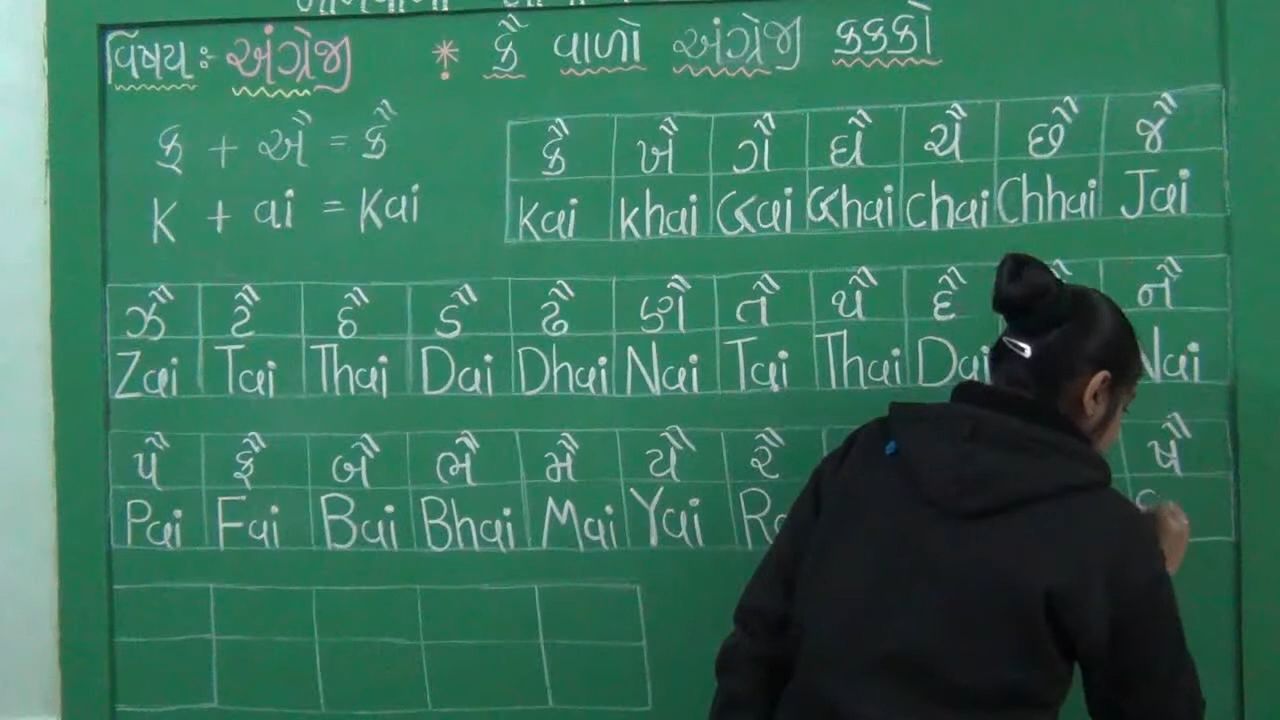 વિષયઃ અંગ્રેજી * કૈ વાળો અંગ્રેજી કક્કો
ક + ઐ = કૈ
K + ai = Kai
કૈ ખૈ ગૈ ઘૈ ચૈ છૈ જૈ
Kai khai Gai Ghai chai Chhai Jai
ઝૈ ટૈ ઠૈ ડૈ ઢૈ ણૈ તૈ થૈ દૈ નૈ
Zai Tai Thai Dai Dhai Nai Tai Thai Dai Nai
પૈ ફૈ બૈ ભૈ મૈ યૈ રૈ ષૈ
Pai Fai Bai Bhai Mai Yai